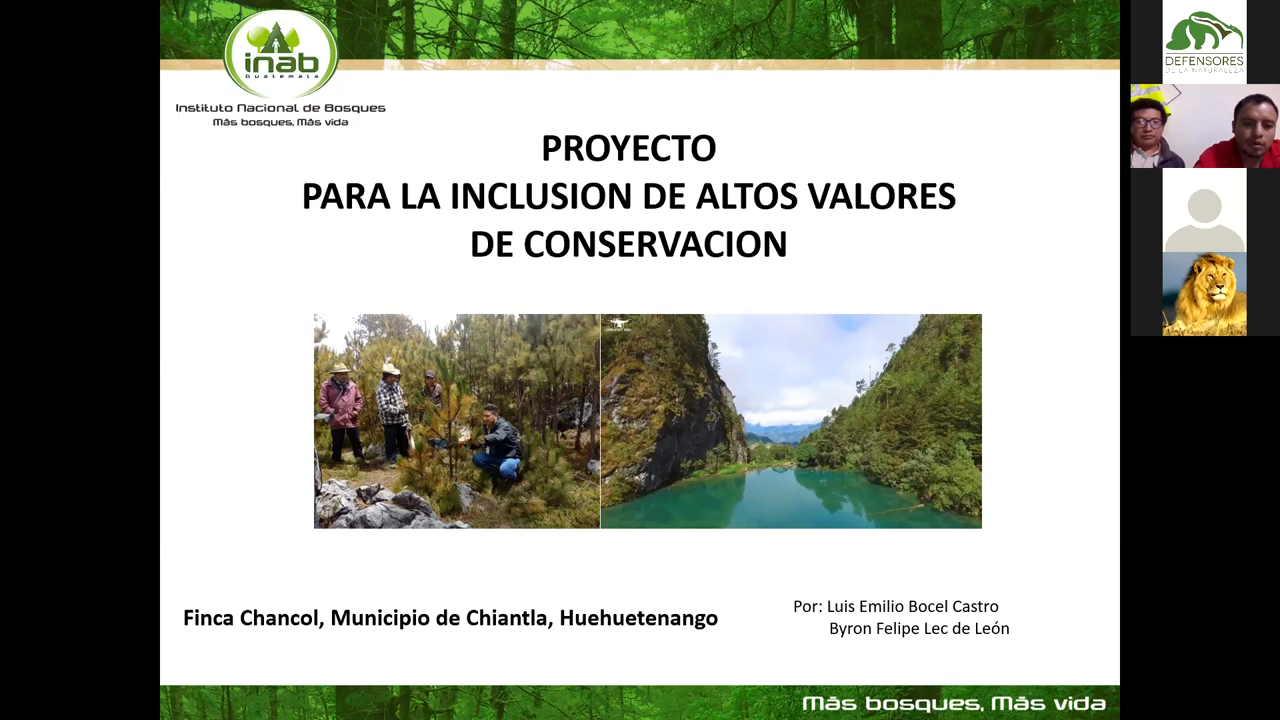 inab
Guatemala
Instituto Nacional de Bosques
Más bosques, Más vida
PROYECTO
PARA LA INCLUSION DE ALTOS VALORES
DE CONSERVACION
Finca Chancol, Municipio de Chiantla, Huehuetenango
Por: Luis Emilio Bocel Castro
Byron Felipe Lec de León
Más bosques, Más vida
DEFENSORES
DE LA NATURALEZA